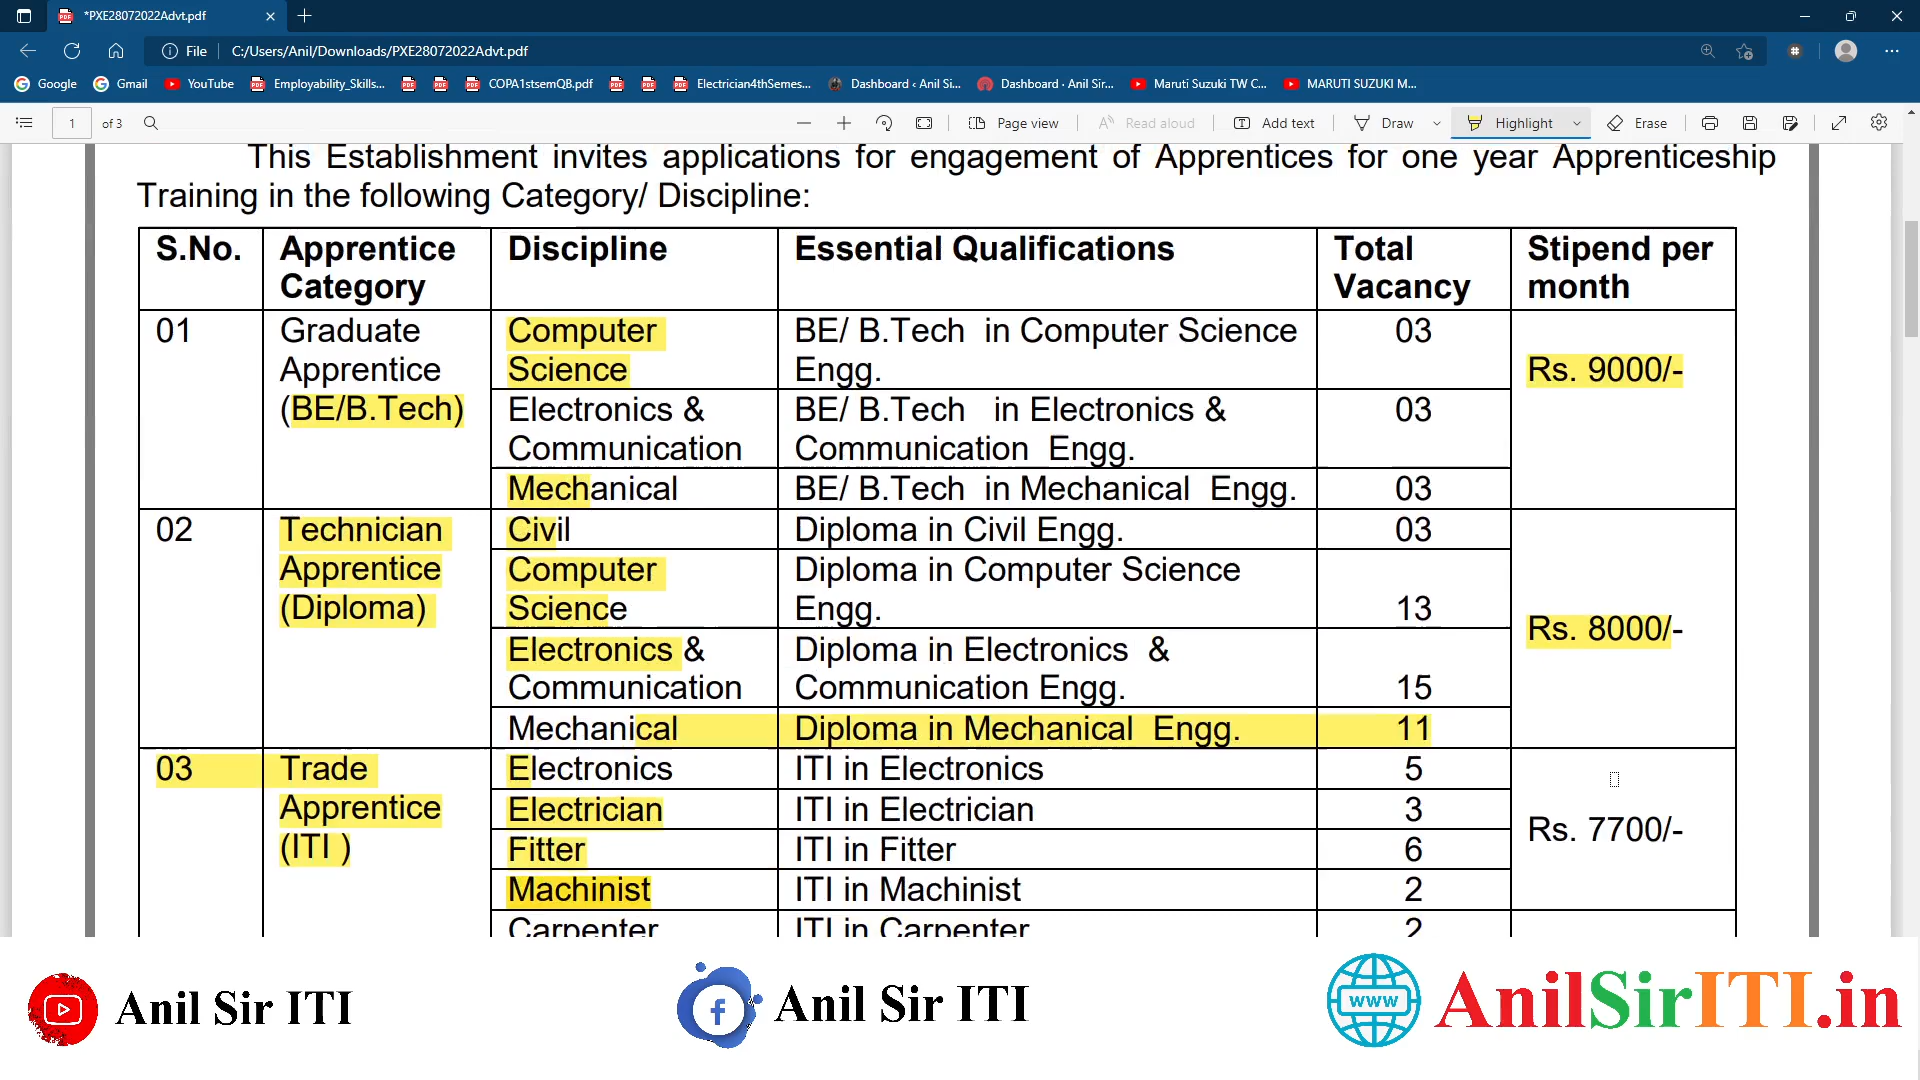 *PXE28072022Advt.pdf
File C:/Users/Anil/Downloads/PXE28072022Advt.pdf
Google Gmail YouTube Employability_Skills... COPA1stsemQB.pdf Electrician4thSemes... Dashboard ‹ Anil Si... Dashboard · Anil Sir... Maruti Suzuki TW C... MARUTI SUZUKI M...
1 of 3 Page view Read aloud Add text Draw Highlight Erase
This Establishment invites applications for engagement of Apprentices for one year Apprenticeship
Training in the following Category/ Discipline:
S.No. Apprentice Discipline Essential Qualifications Total Stipend per
Category Vacancy month
01 Graduate Computer BE/ B.Tech in Computer Science 03
Apprentice Science Engg. Rs. 9000/-
(BE/B.Tech) Electronics & BE/ B.Tech in Electronics & 03
Communication Communication Engg.
Mechanical BE/ B.Tech in Mechanical Engg. 03
02 Technician Civil Diploma in Civil Engg. 03
Apprentice Computer Diploma in Computer Science
(Diploma) Science Engg. 13 Rs. 8000/-
Electronics & Diploma in Electronics &
Communication Communication Engg. 15
Mechanical Diploma in Mechanical Engg. 11
03 Trade Electronics ITI in Electronics 5
Apprentice Electrician ITI in Electrician 3 Rs. 7700/-
(ITI ) Fitter ITI in Fitter 6
Machinist ITI in Machinist 2
Carpenter ITI in Carpenter 2
Anil Sir ITI
f Anil Sir ITI
www AnilSirITI.in